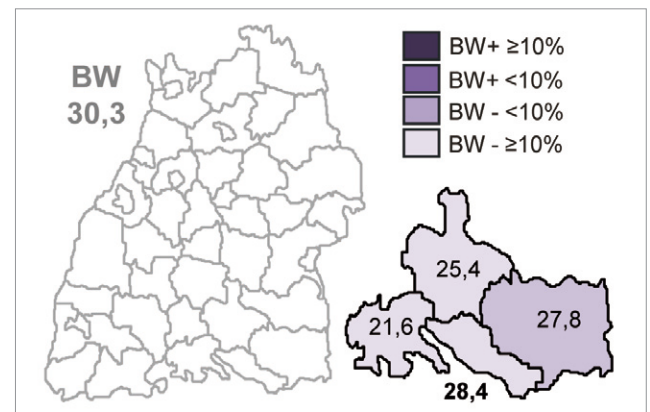 BW
30,3
BW+ ≥10%
BW+ <10%
BW - <10%
BW - ≥10%
25,4
21,6
27,8
28,4